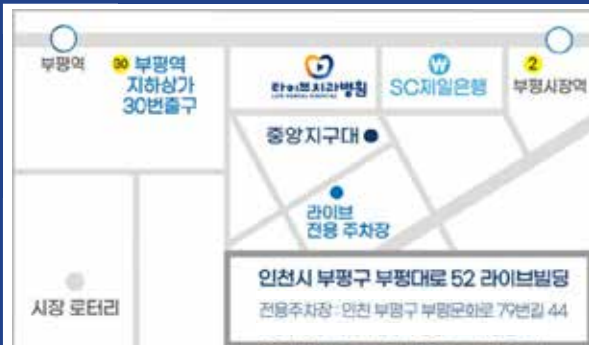 부평역
30 부평역
지하상가
30번출구
라이브치과병원
SC제일은행
2
부평시장역
중앙지구대
라이브
전용 주차장
시장 로터리
인천시 부평구 부평대로 52 라이브빌딩
전용주차장 : 인천 부평구 부평문화로 79번길 44